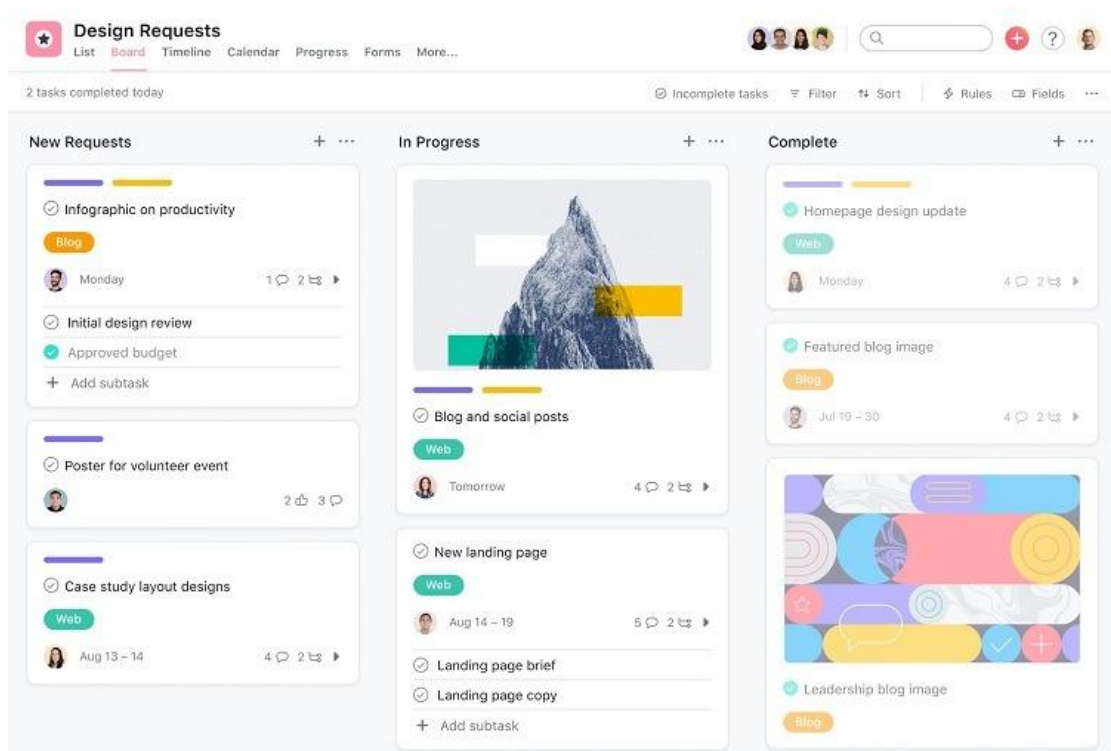 Design Requests
List Board Timeline Calendar Progress Forms More...
2 tasks completed today
Incomplete tasks Filter Sort Rules Fields
New Requests
Infographic on productivity
Blog
Monday 1 2
Initial design review
Approved budget
+ Add subtask
Poster for volunteer event
2 3
Case study layout designs
Web
Aug 13 – 14 4 2
In Progress
Blog and social posts
Web
Tomorrow 4 2
New landing page
Web
Aug 14 – 19 5 2
Landing page brief
Landing page copy
+ Add subtask
Complete
Homepage design update
Web
Monday 4 2
Featured blog image
Blog
Jul 19 – 30 4 2
Leadership blog image
Blog